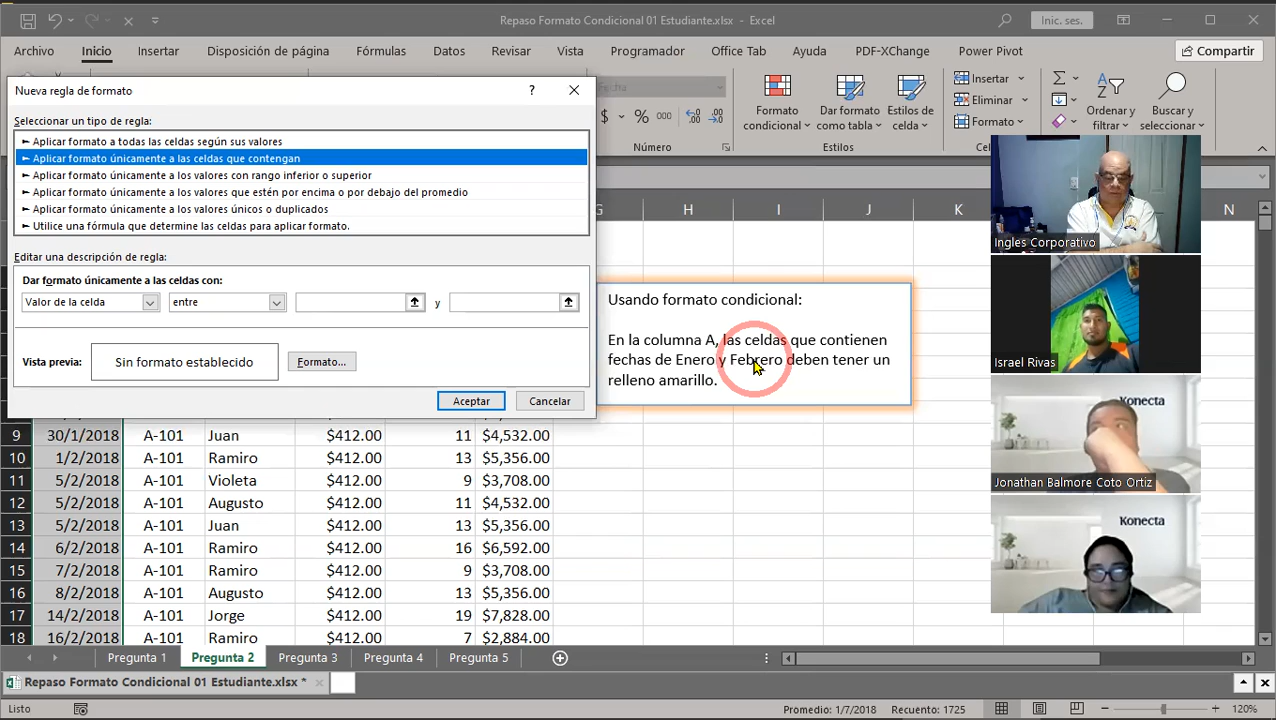 Repaso Formato Condicional 01 Estudiante.xlsx - Excel
Inic. ses.
Archivo Inicio Insertar Disposición de página Fórmulas Datos Revisar Vista Programador Office Tab Ayuda PDF-XChange Power Pivot Compartir
Nueva regla de formato ?
Seleccionar un tipo de regla:
► Aplicar formato a todas las celdas según sus valores
► Aplicar formato únicamente a las celdas que contengan
► Aplicar formato únicamente a los valores con rango inferior o superior
► Aplicar formato únicamente a los valores que estén por encima o por debajo del promedio
► Aplicar formato únicamente a los valores únicos o duplicados
► Utilice una fórmula que determine las celdas para aplicar formato.
Editar una descripción de regla:
Dar formato únicamente a las celdas con:
Valor de la celda entre y
Vista previa: Sin formato establecido Formato...
Aceptar Cancelar
$ % 000
Número
Formato condicional
Dar formato como tabla
Estilos de celda
Estilos
Insertar
Eliminar
Formato
Ordenar y filtrar
Buscar y seleccionar
G H I J K N
Usando formato condicional:
En la columna A, las celdas que contienen
fechas de Enero y Febrero deben tener un
relleno amarillo.
9 30/1/2018 A-101 Juan $412.00 11 $4,532.00
10 1/2/2018 A-101 Ramiro $412.00 13 $5,356.00
11 5/2/2018 A-101 Violeta $412.00 9 $3,708.00
12 5/2/2018 A-101 Augusto $412.00 11 $4,532.00
13 5/2/2018 A-101 Juan $412.00 13 $5,356.00
14 6/2/2018 A-101 Ramiro $412.00 16 $6,592.00
15 7/2/2018 A-101 Ramiro $412.00 9 $3,708.00
16 8/2/2018 A-101 Augusto $412.00 13 $5,356.00
17 14/2/2018 A-101 Jorge $412.00 19 $7,828.00
18 16/2/2018 A-101 Ramiro $412.00 7 $2,884.00
Ingles Corporativo
Israel Rivas
Konecta
Jonathan Balmore Coto Ortiz
Konecta
Pregunta 1 Pregunta 2 Pregunta 3 Pregunta 4 Pregunta 5
Repaso Formato Condicional 01 Estudiante.xlsx *
Listo Promedio: 1/7/2018 Recuento: 1725 120%